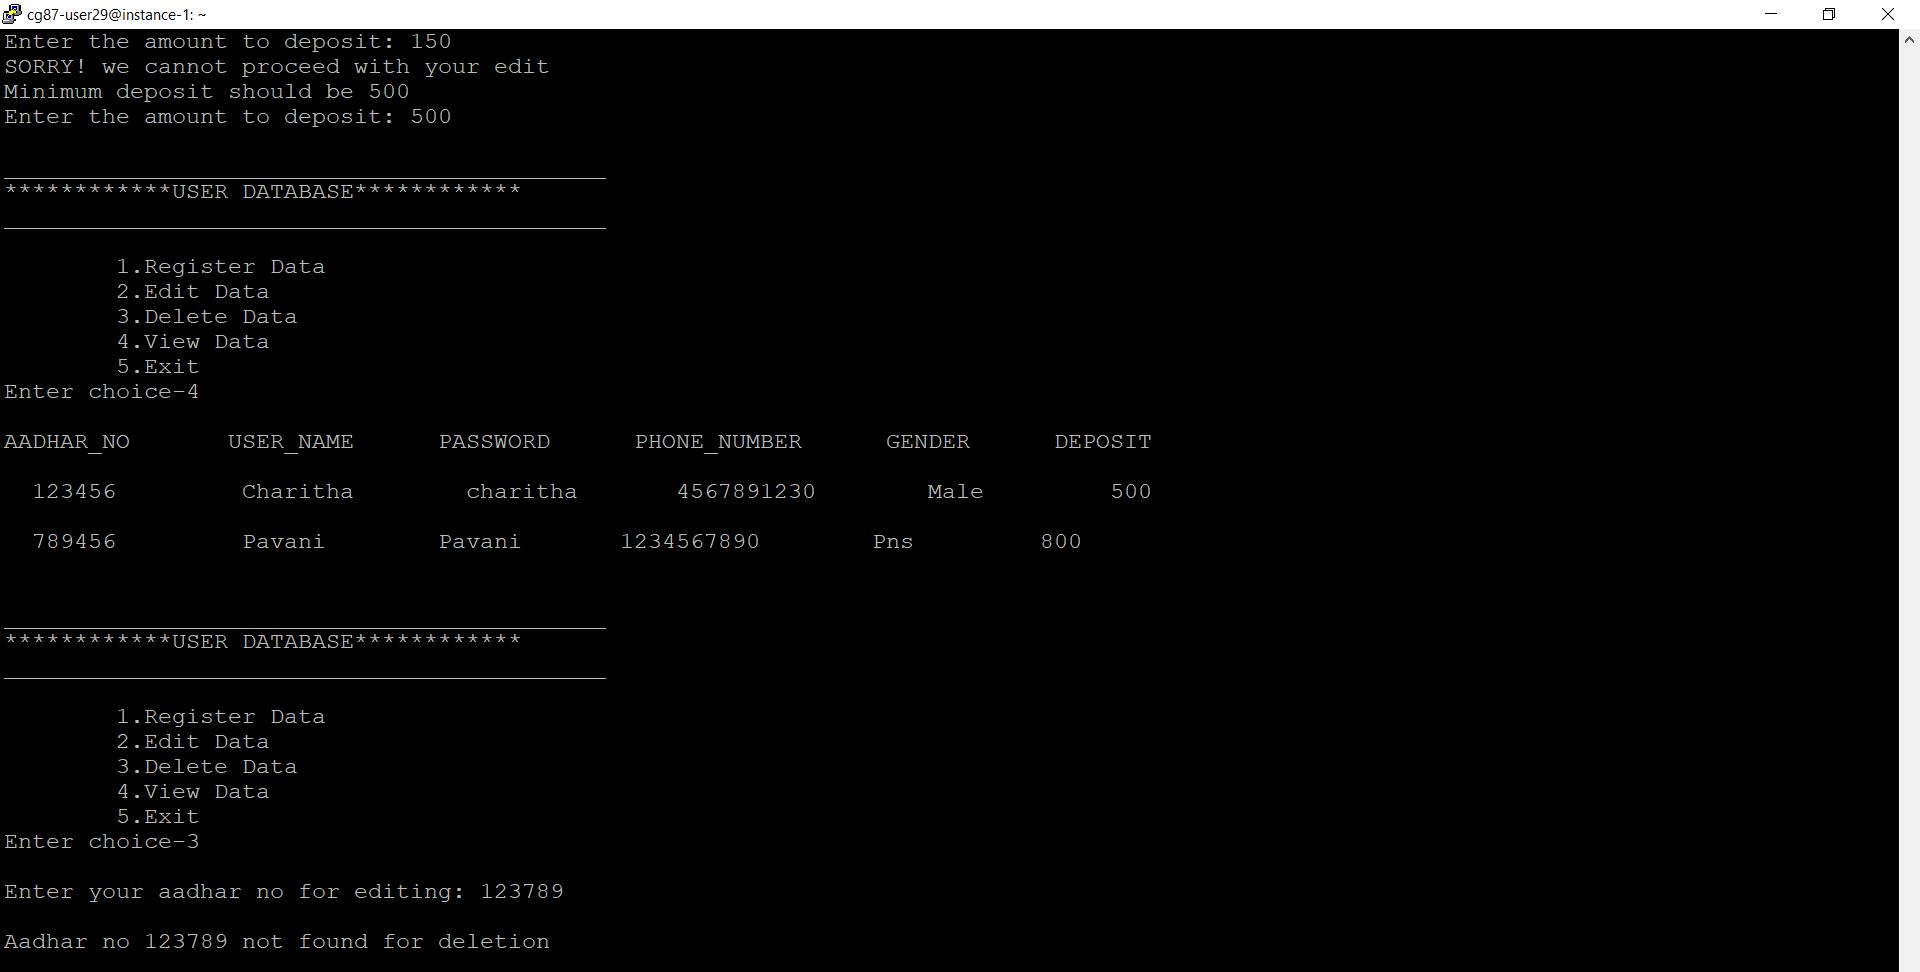 cg87-user29@instance-1: ~
Enter the amount to deposit: 150
SORRY! we cannot proceed with your edit
Minimum deposit should be 500
Enter the amount to deposit: 500
___________________________________________
************USER DATABASE************
___________________________________________
1.Register Data
2.Edit Data
3.Delete Data
4.View Data
5.Exit
Enter choice-4
AADHAR_NO USER_NAME PASSWORD PHONE_NUMBER GENDER DEPOSIT
123456 Charitha charitha 4567891230 Male 500
789456 Pavani Pavani 1234567890 Pns 800
___________________________________________
************USER DATABASE************
___________________________________________
1.Register Data
2.Edit Data
3.Delete Data
4.View Data
5.Exit
Enter choice-3
Enter your aadhar no for editing: 123789
Aadhar no 123789 not found for deletion